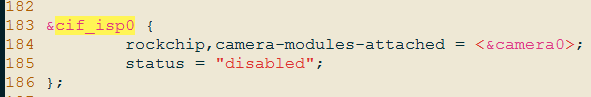 182
183 &cif_isp0 {
184 rockchip,camera-modules-attached = <&camera0>;
185 status = "disabled";
186 };